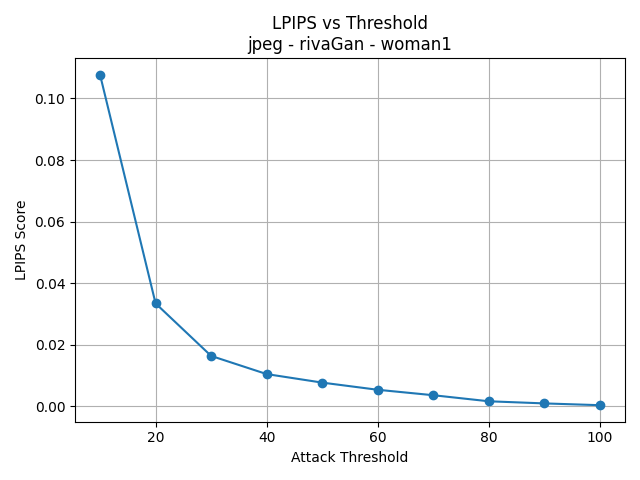 LPIPS vs Threshold
jpeg - rivaGan - woman1
0.10
0.08
0.06
0.04
0.02
0.00
LPIPS Score
20 40 60 80 100
Attack Threshold